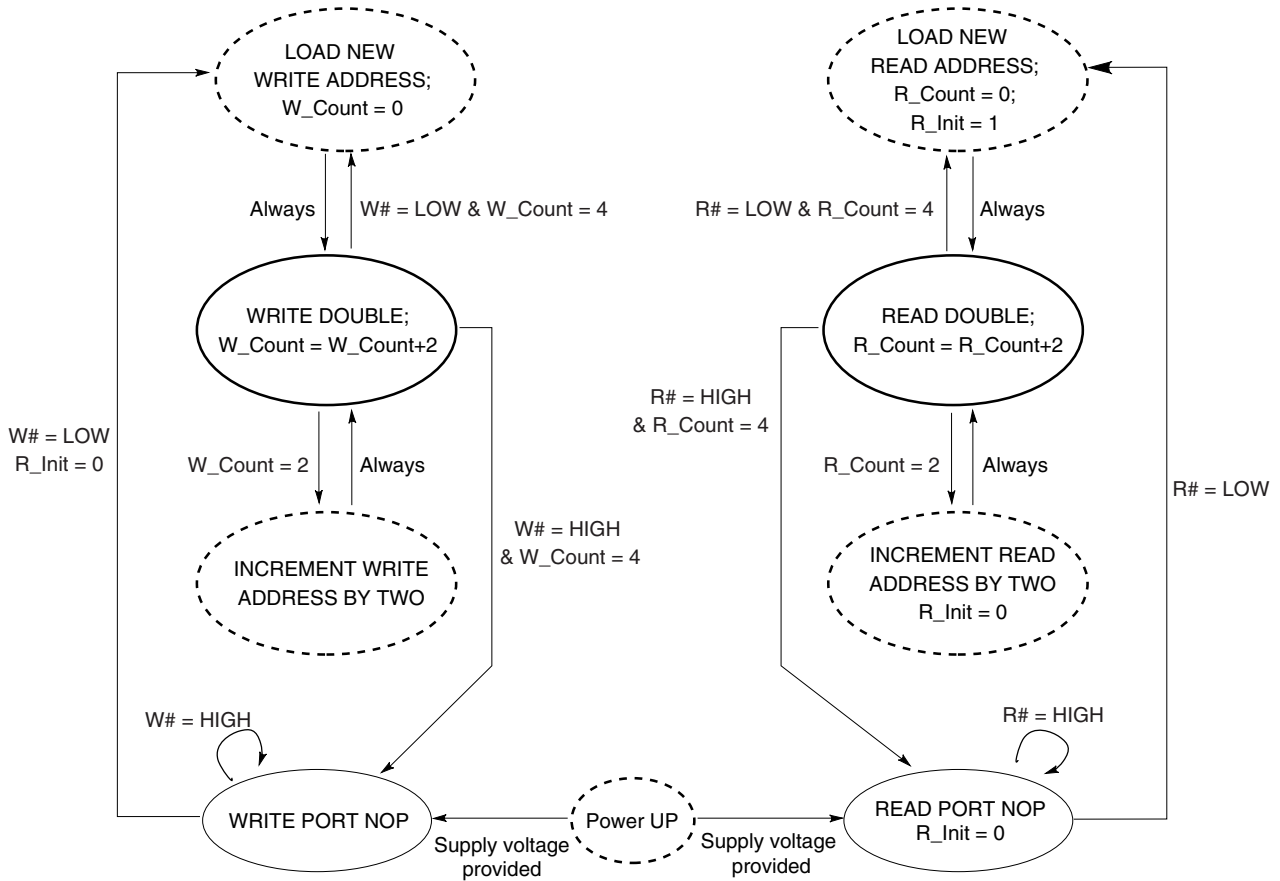 LOAD NEW
WRITE ADDRESS;
W_Count = 0
LOAD NEW
READ ADDRESS;
R_Count = 0;
R_Init = 1
Always
W# = LOW & W_Count = 4
R# = LOW & R_Count = 4
Always
WRITE DOUBLE;
W_Count = W_Count+2
READ DOUBLE;
R_Count = R_Count+2
W# = LOW
R_Init = 0
R# = HIGH
& R_Count = 4
W_Count = 2
Always
R_Count = 2
Always
R# = LOW
W# = HIGH
& W_Count = 4
INCREMENT WRITE
ADDRESS BY TWO
INCREMENT READ
ADDRESS BY TWO
R_Init = 0
W# = HIGH
R# = HIGH
WRITE PORT NOP
Power UP
READ PORT NOP
R_Init = 0
Supply voltage
provided
Supply voltage
provided